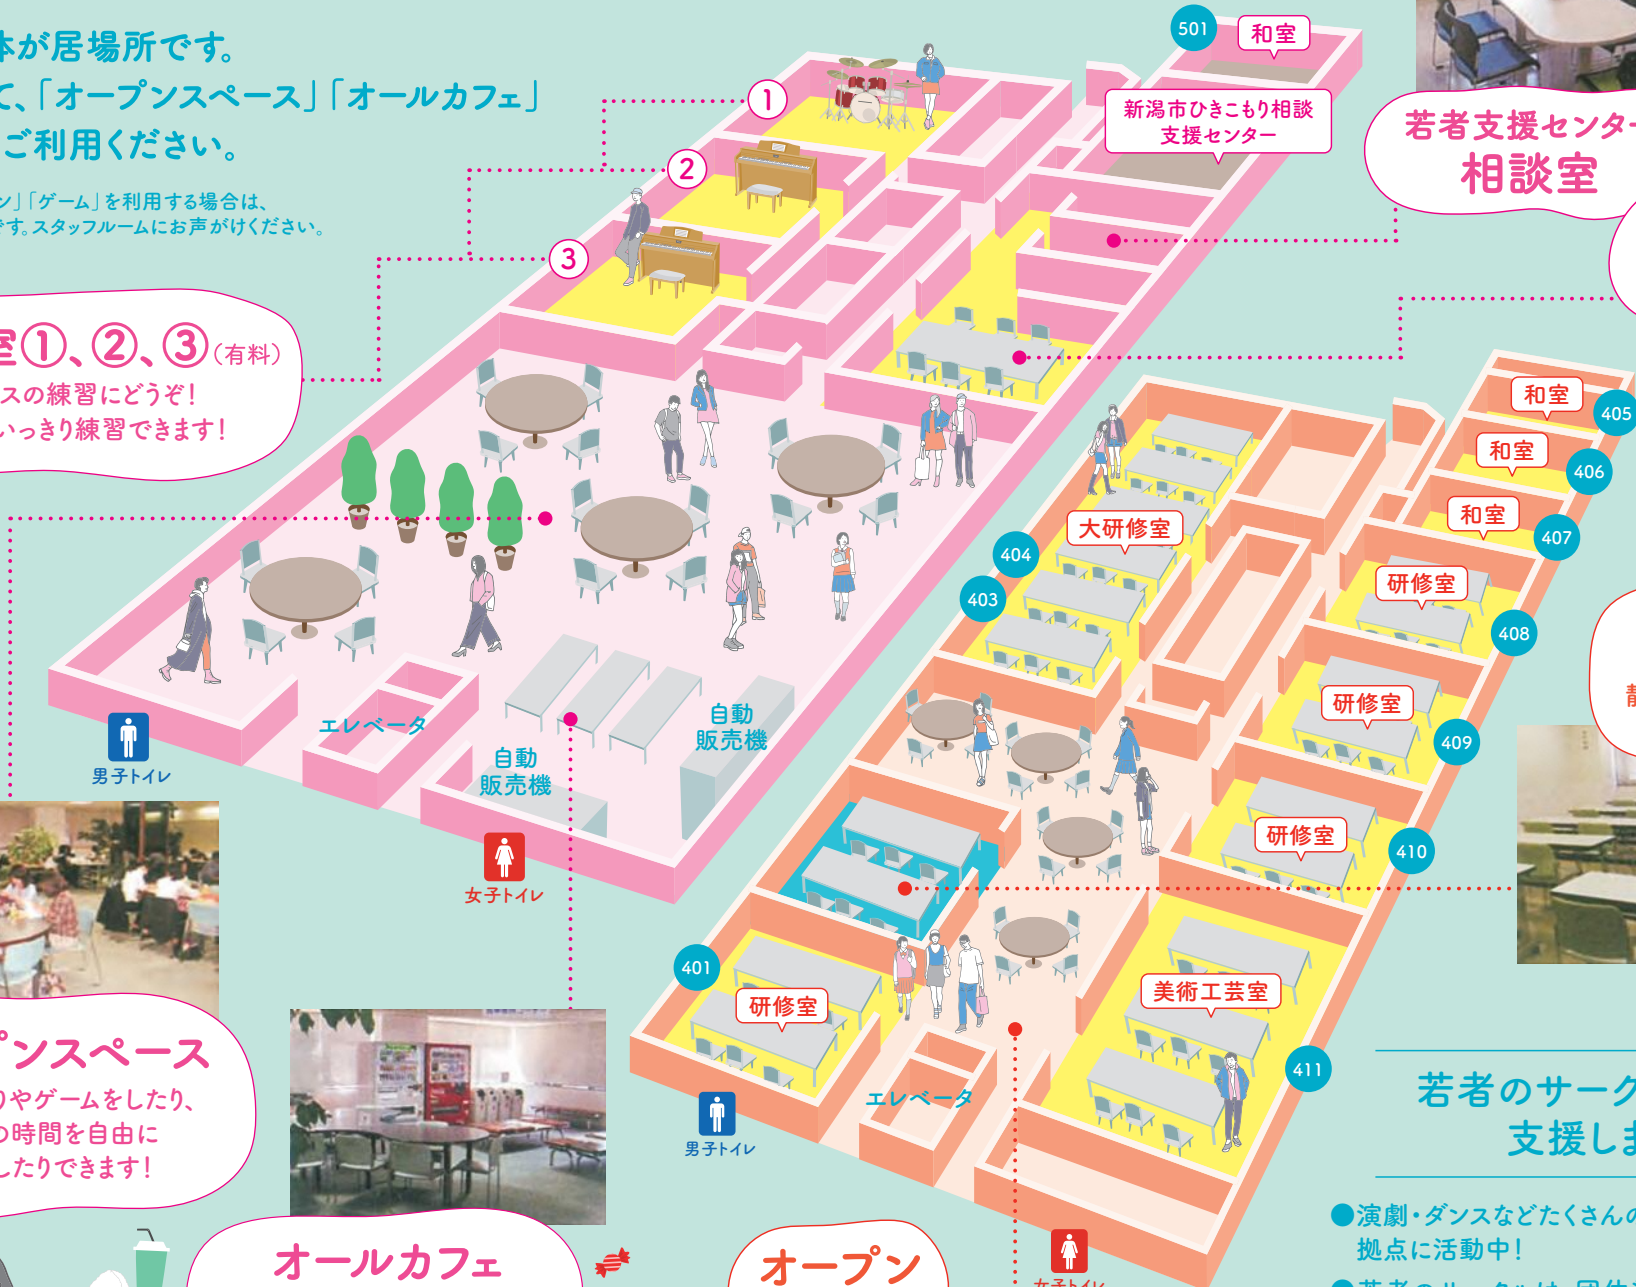 体が居場所です。
て、「オープンスペース」「オールカフェ」
ご利用ください。
ン」「ゲーム」を利用する場合は、
です。スタッフルームにお声がけください。
室①、②、③（有料）
スの練習にどうぞ！
いっきり練習できます！
①
②
③
501
和室
新潟市ひきこもり相談
支援センター
若者支援センター
相談室
男子トイレ
エレベータ
自動
販売機
自動
販売機
女子トイレ
和室
405
和室
406
和室
407
大研修室
404
403
研修室
408
研修室
409
研修室
410
401
研修室
美術工芸室
411
エレベータ
男子トイレ
女子トイレ
プンスペース
りやゲームをしたり、
の時間を自由に
したりできます！
オールカフェ
オープン
若者のサーク
支援しま
●演劇・ダンスなどたくさんの
拠点に活動中！